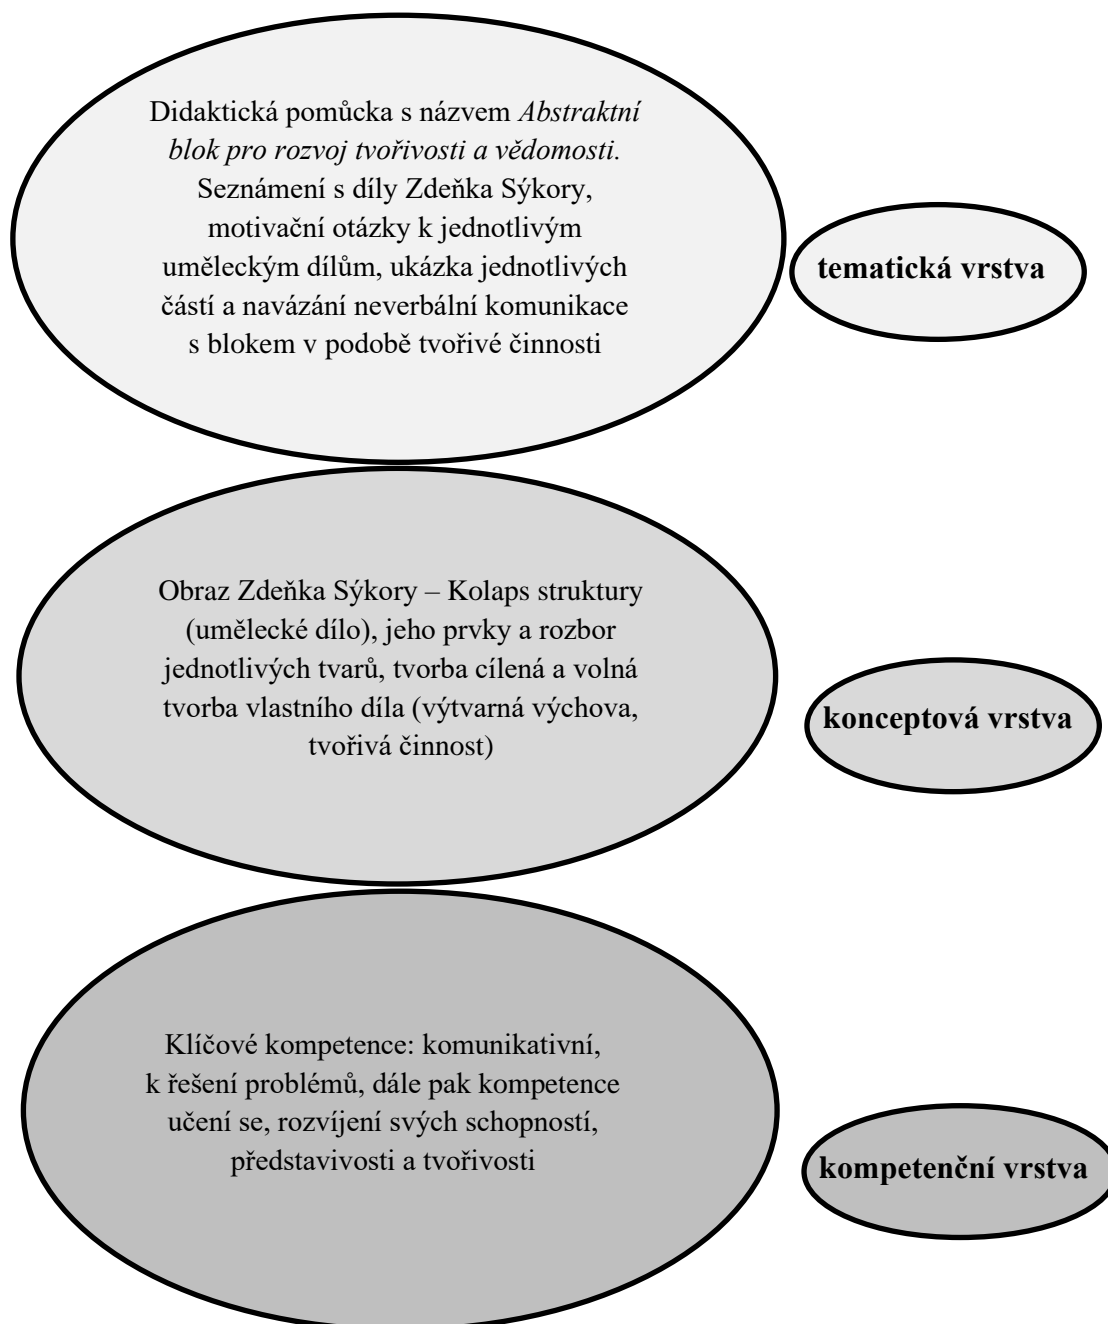 Didaktická pomůcka s názvem Abstraktní
blok pro rozvoj tvořivosti a vědomosti.
Seznámení s díly Zdeňka Sýkory,
motivační otázky k jednotlivým
uměleckým dílům, ukázka jednotlivých
částí a navázání neverbální komunikace
s blokem v podobě tvořivé činnosti
tematická vrstva
Obraz Zdeňka Sýkory – Kolaps struktury
(umělecké dílo), jeho prvky a rozbor
jednotlivých tvarů, tvorba cílená a volná
tvorba vlastního díla (výtvarná výchova,
tvořivá činnost)
konceptová vrstva
Klíčové kompetence: komunikativní,
k řešení problémů, dále pak kompetence
učení se, rozvíjení svých schopností,
představivosti a tvořivosti
kompetenční vrstva